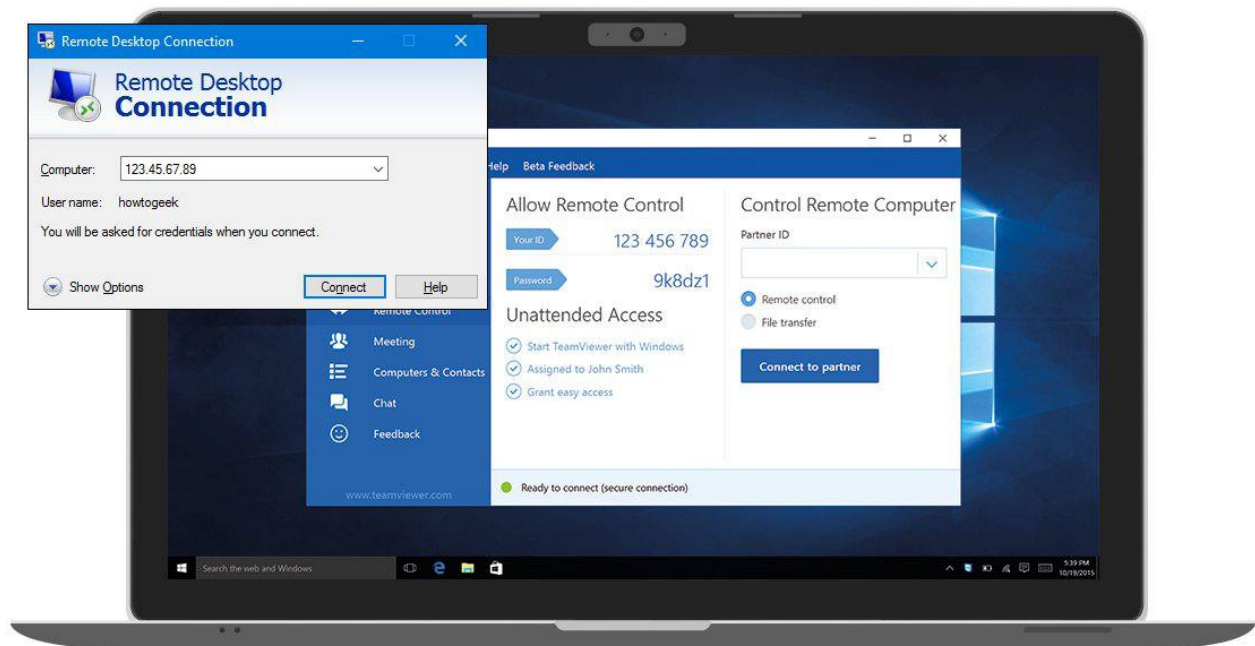 Remote Desktop Connection
Remote Desktop
Connection
Computer: 123.45.67.89
User name: howtogeek
You will be asked for credentials when you connect.
Show Options
Connect
Help
Help Beta Feedback
Allow Remote Control
Your ID 123 456 789
Password 9k8dz1
Unattended Access
Start TeamViewer with Windows
Assigned to John Smith
Grant easy access
Control Remote Computer
Partner ID
Remote control
File transfer
Connect to partner
Remote Control
Meeting
Computers & Contacts
Chat
Feedback
www.teamviewer.com
Ready to connect (secure connection)
Search the web and Windows
5:39 PM
10/19/2015